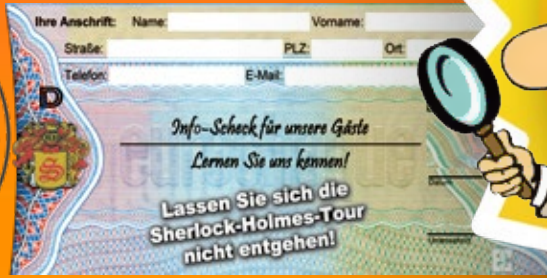 Ihre Anschrift: Name: Vorname:
Straße: PLZ: Ort:
Telefon: E-Mail:
D
S
Info-Scheck für unsere Gäste
Lernen Sie uns kennen!
Lassen Sie sich die
Sherlock-Holmes-Tour
nicht entgehen!
Datum
Unterschrift